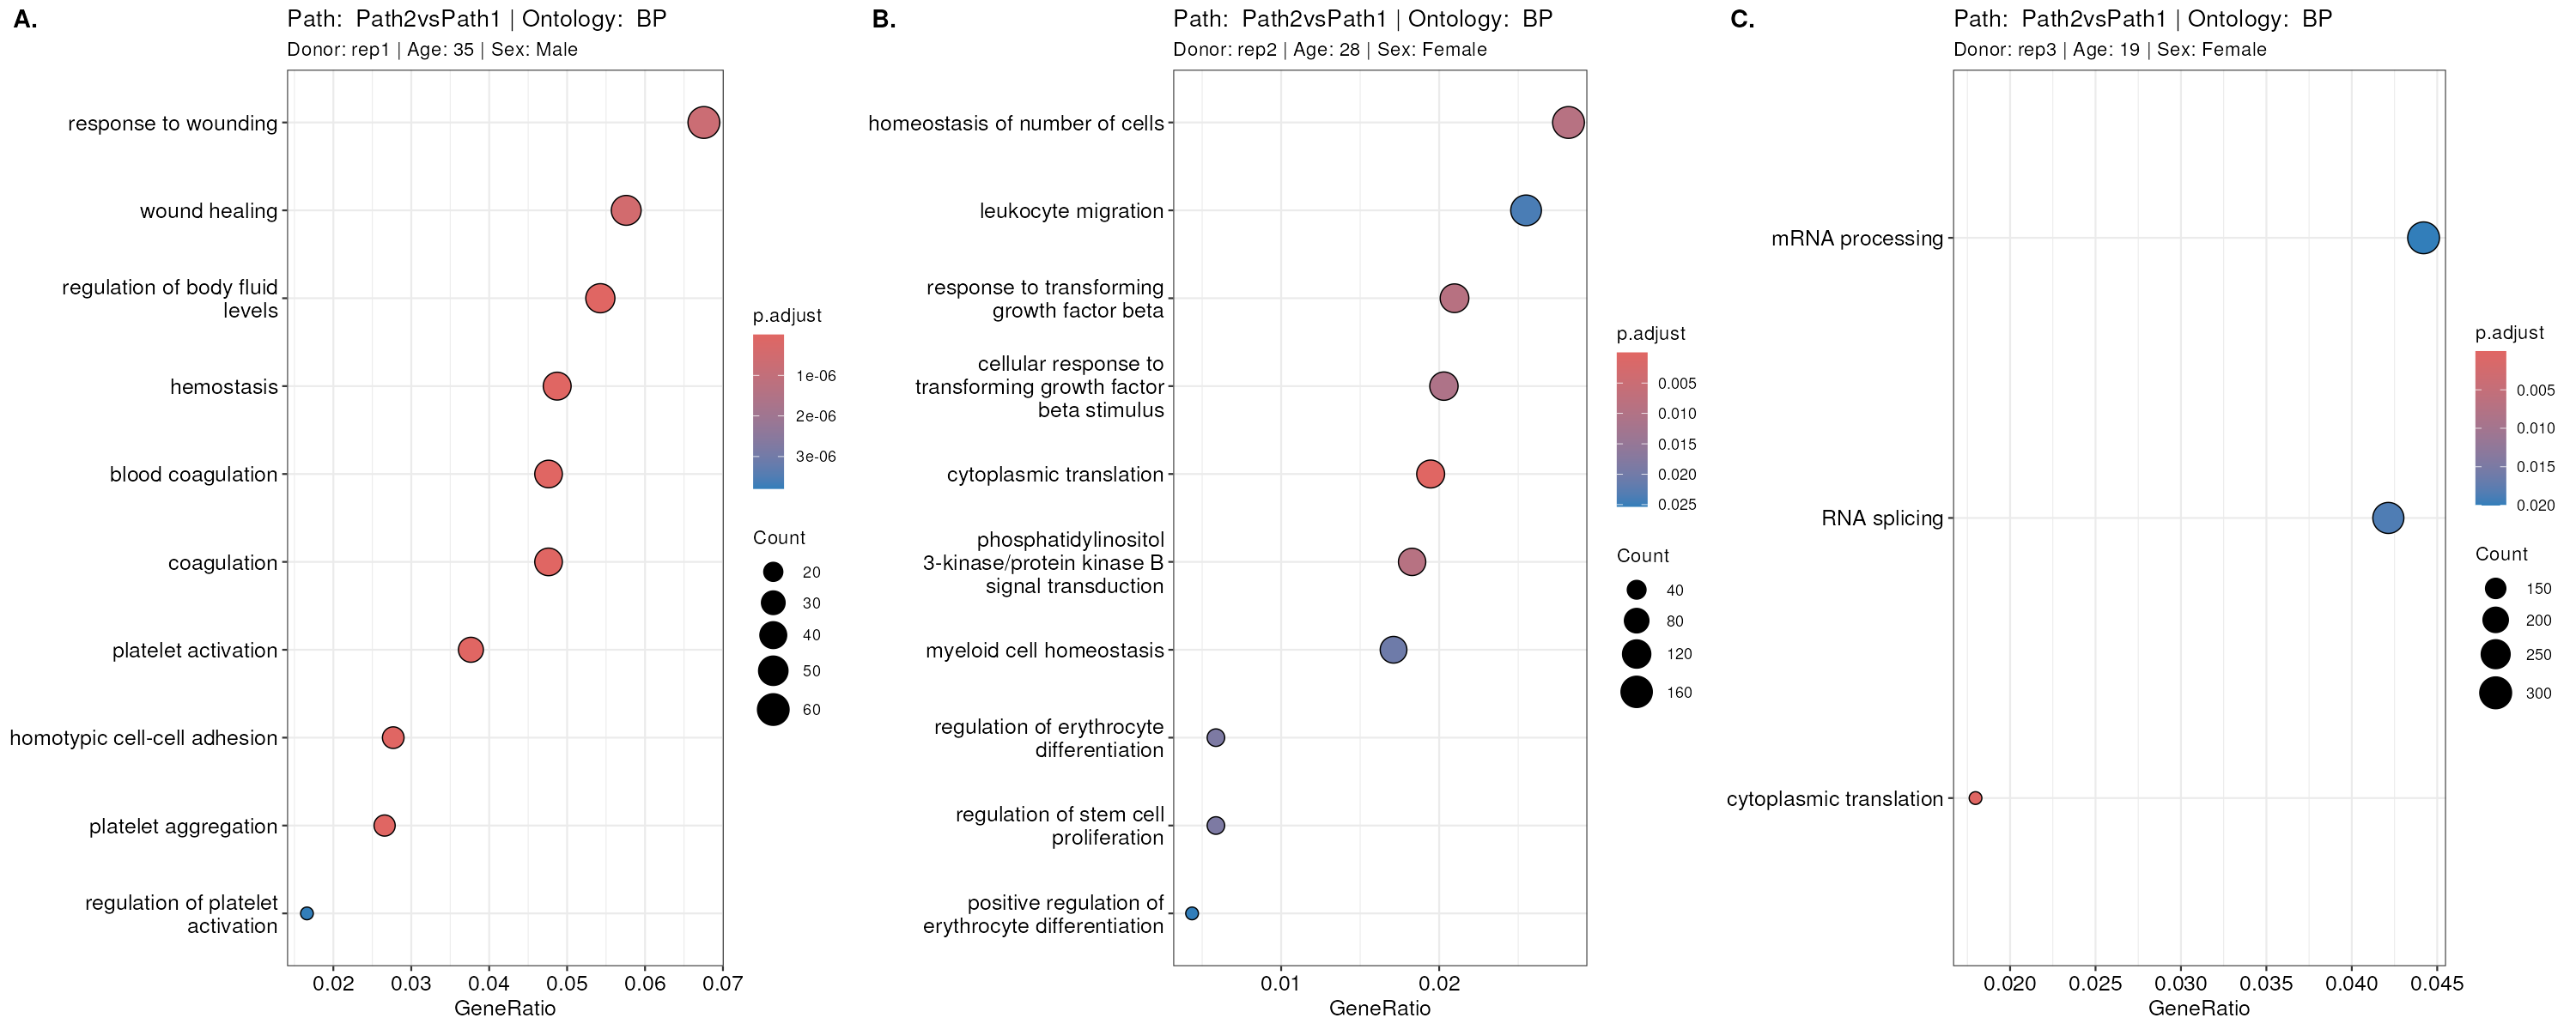 A.
Path: Path2vsPath1 | Ontology: BP
Donor: rep1 | Age: 35 | Sex: Male
response to wounding
wound healing
regulation of body fluid
levels
hemostasis
blood coagulation
coagulation
platelet activation
homotypic cell-cell adhesion
platelet aggregation
regulation of platelet
activation
0.02 0.03 0.04 0.05 0.06 0.07
GeneRatio
p.adjust
1e-06
2e-06
3e-06
Count
20
30
40
50
60
B.
Path: Path2vsPath1 | Ontology: BP
Donor: rep2 | Age: 28 | Sex: Female
homeostasis of number of cells
leukocyte migration
response to transforming
growth factor beta
cellular response to
transforming growth factor
beta stimulus
cytoplasmic translation
phosphatidylinositol
3-kinase/protein kinase B
signal transduction
myeloid cell homeostasis
regulation of erythrocyte
differentiation
regulation of stem cell
proliferation
positive regulation of
erythrocyte differentiation
0.01 0.02
GeneRatio
p.adjust
0.005
0.010
0.015
0.020
0.025
Count
40
80
120
160
C.
Path: Path2vsPath1 | Ontology: BP
Donor: rep3 | Age: 19 | Sex: Female
mRNA processing
RNA splicing
cytoplasmic translation
0.020 0.025 0.030 0.035 0.040 0.045
GeneRatio
p.adjust
0.005
0.010
0.015
0.020
Count
150
200
250
300